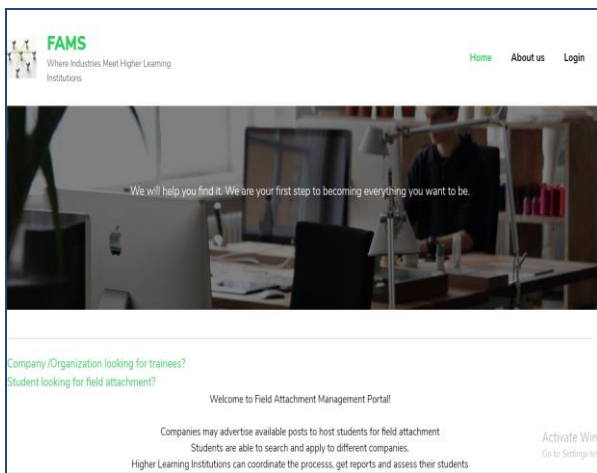 FAMS
Where Industries Meet Higher Learning
Institutions
Home About us Login
We will help you find it. We are your first step to becoming everything you want to be.
Company /Organization looking for trainees?
Student looking for field attachment?
Welcome to Field Attachment Management Portal!
Companies may advertise available posts to host students for field attachment
Students are able to search and apply to different companies.
Higher Learning Institutions can coordinate the processs, get reports and assess their students
Activate Win
Go to Settings to